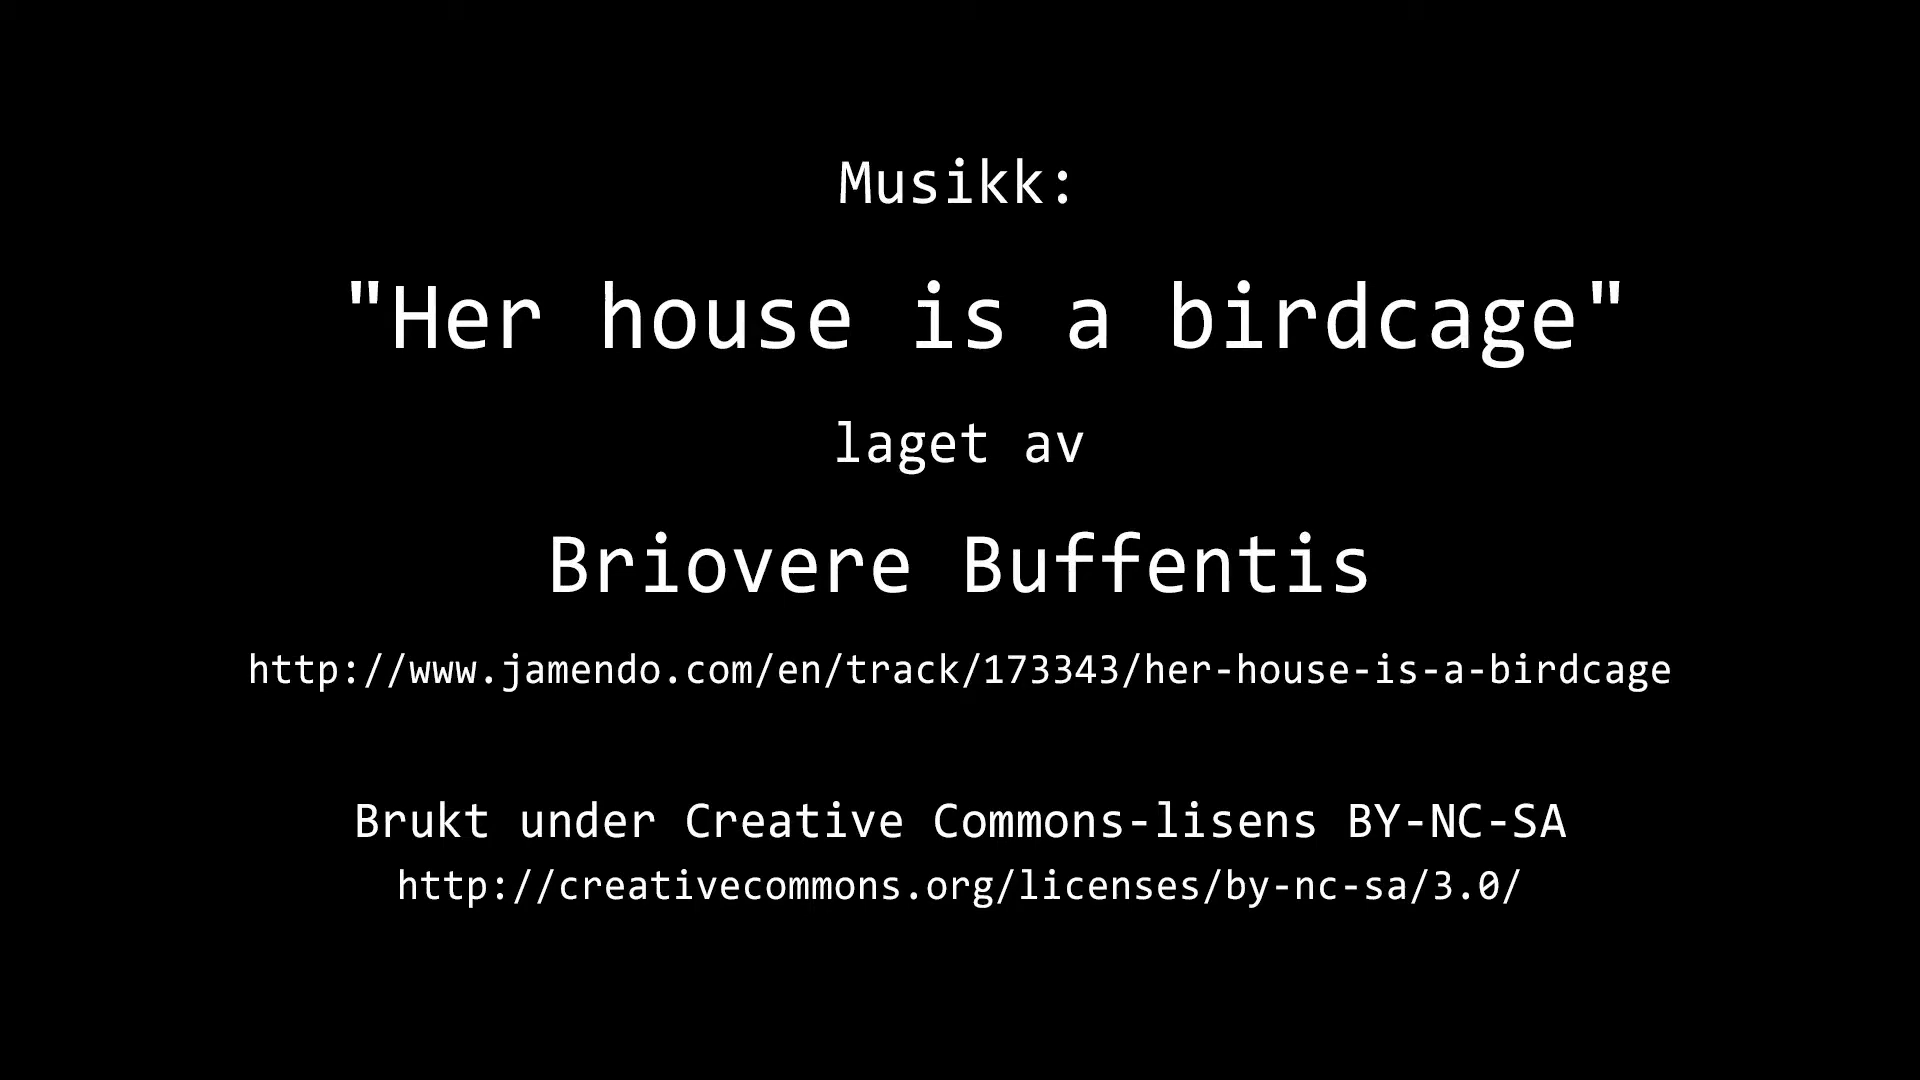 Musikk:
"Her house is a birdcage"
laget av
Briovere Buffentis
http://www.jamendo.com/en/track/173343/her-house-is-a-birdcage
Brukt under Creative Commons-lisens BY-NC-SA
http://creativecommons.org/licenses/by-nc-sa/3.0/